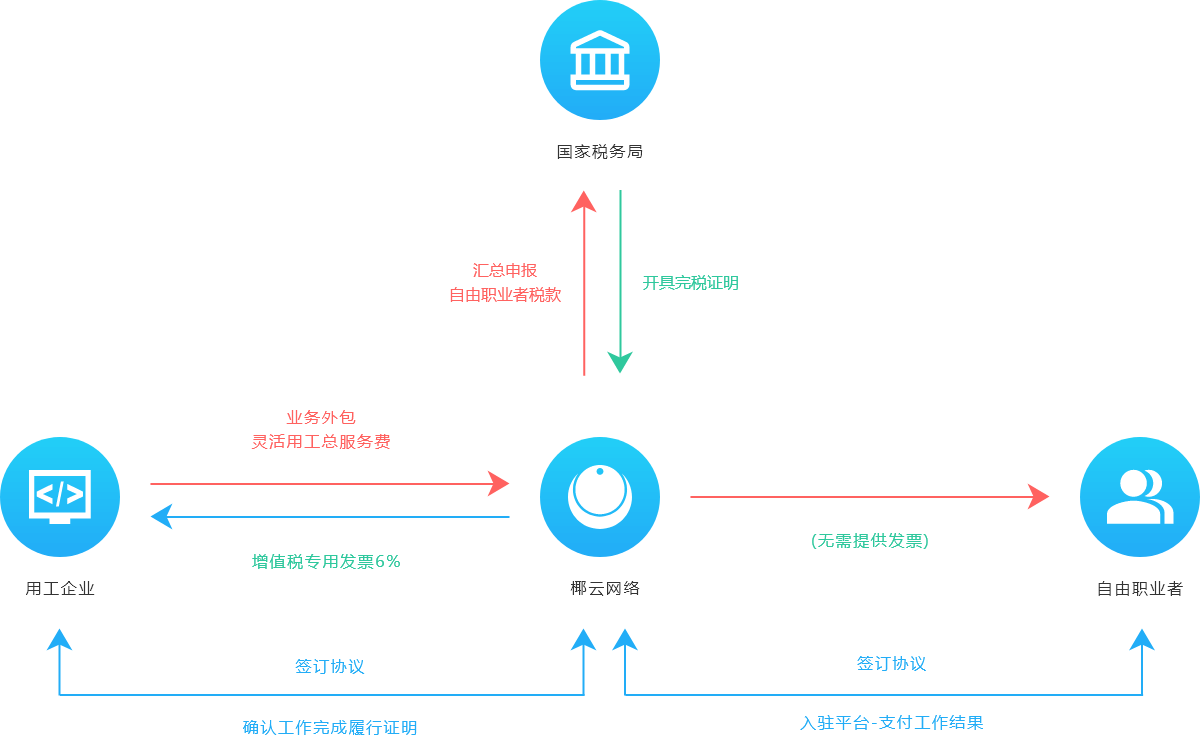 国家税务局
汇总申报
自由职业者税款
开具完税证明
业务外包
灵活用工总服务费
增值税专用发票6%
(无需提供发票)
用工企业
椰云网络
自由职业者
签订协议
确认工作完成履行证明
签订协议
入驻平台-支付工作结果